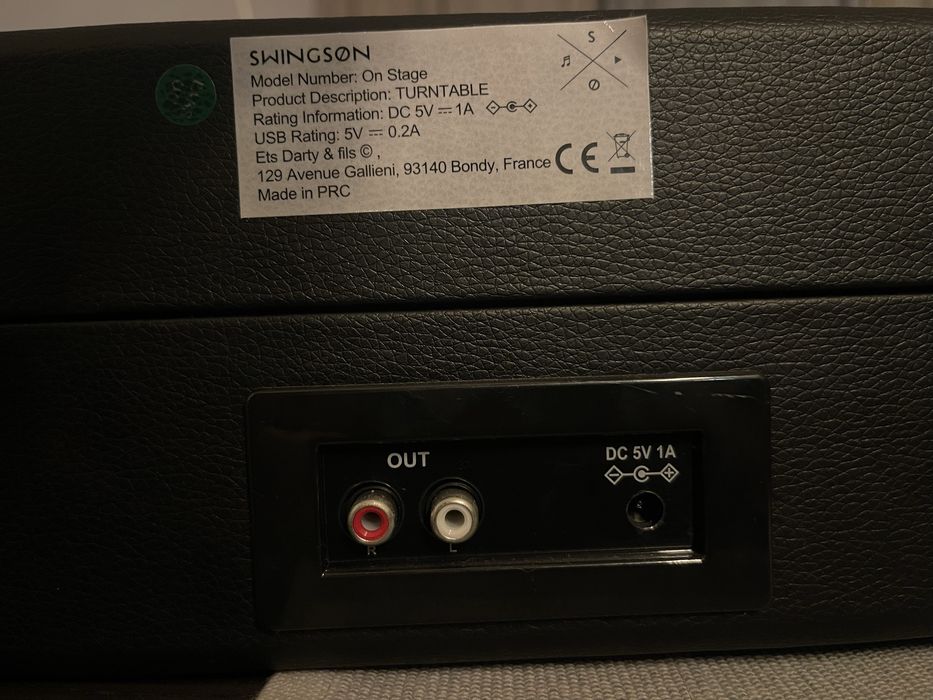 SWINGSØN
Model Number: On Stage
Product Description: TURNTABLE
Rating Information: DC 5V ⎓ 1A
USB Rating: 5V ⎓ 0.2A
Ets Darty & fils © ,
129 Avenue Gallieni, 93140 Bondy, France
Made in PRC
S
Ø
CE
OUT
R
L
DC 5V 1A